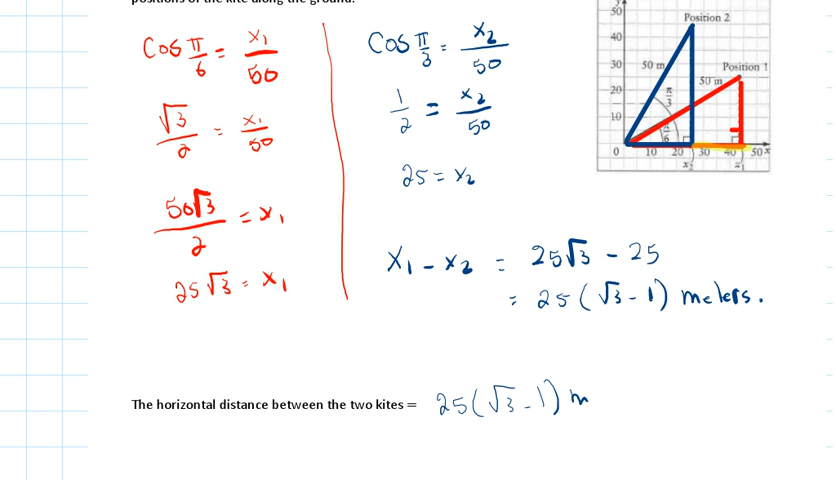 positions of the kite along the ground.
Cos π/6 = x₁/50
√3/2 = x₁/50
50√3/2 = x₁
25√3 = x₁
Cos π/3 = x₂/50
1/2 = x₂/50
25 = x₂
x₁ - x₂ = 25√3 - 25
= 25(√3 - 1) meters.
50
Position 2
40
30
50 m
Position 1
50 m
20
π/3
10
π/6
0 10 20 30 40 50 x
x₂ x₁
The horizontal distance between the two kites = 25(√3 - 1) m